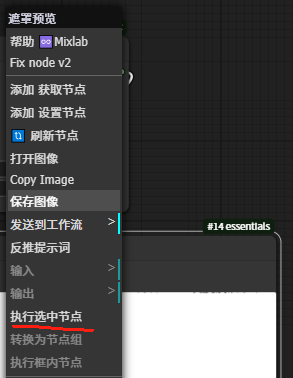 遮罩预览
帮助 Mixlab
Fix node v2
添加 获取节点
添加 设置节点
刷新节点
打开图像
Copy Image
保存图像
#14 essentials
发送到工作流 >
反推提示词
输入 >
输出 >
执行选中节点
转换为节点组
执行框内节点